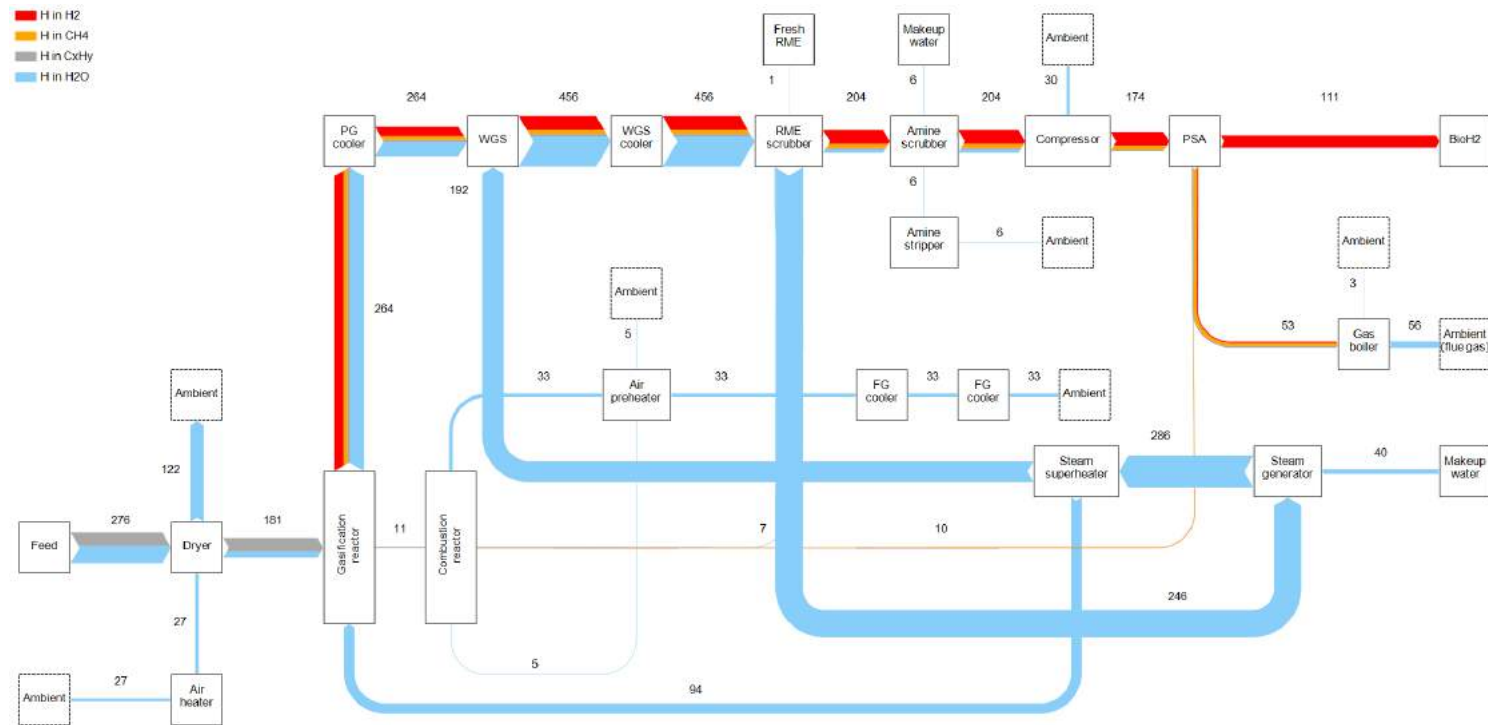 H in H2
H in CH4
H in CxHy
H in H2O
Fresh
RME
Makeup
water
Ambient
1
6
30
264
456
456
204
204
174
111
PG
cooler
WGS
WGS
cooler
RME
scrubber
Amine
scrubber
Compressor
PSA
BioH2
192
6
Amine
stripper
6
Ambient
Ambient
Ambient
264
5
3
53
Gas
boiler
56
Ambient
(flue gas)
Ambient
33
Air
preheater
33
FG
cooler
33
FG
cooler
33
Ambient
122
286
Steam
superheater
Steam
generator
40
Makeup
water
276
181
Feed
Dryer
Gasification
reactor
11
Combustion
reactor
7
10
27
246
5
Ambient
27
Air
heater
94